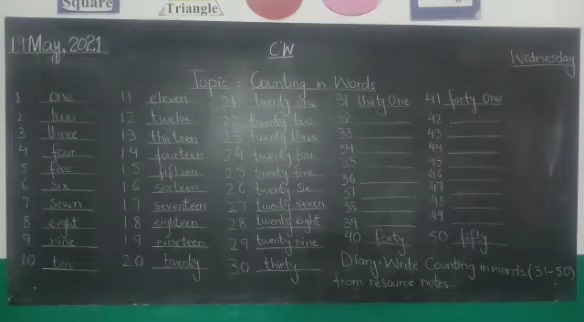 Square
Triangle
19 May, 2021
CW
Wednesday
Topic: Counting in Words
1 one 11 eleven 21 twenty one 31 thirty One 41 forty One
2 two 12 twelve 22 twenty two 32 42
3 three 13 thirteen 23 twenty three 33 43
4 four 14 fourteen 24 twenty four 34 44
5 five 15 fifteen 25 twenty five 35 45
6 six 16 sixteen 26 twenty six 36 46
7 seven 17 seventeen 27 twenty seven 37 47
8 eight 18 eighteen 28 twenty eight 38 48
9 nine 19 nineteen 29 twenty nine 39 49
10 ten 20 twenty 30 thirty 40 forty 50 fifty
Diary: Write Counting in words (31-50)
from resource notes.